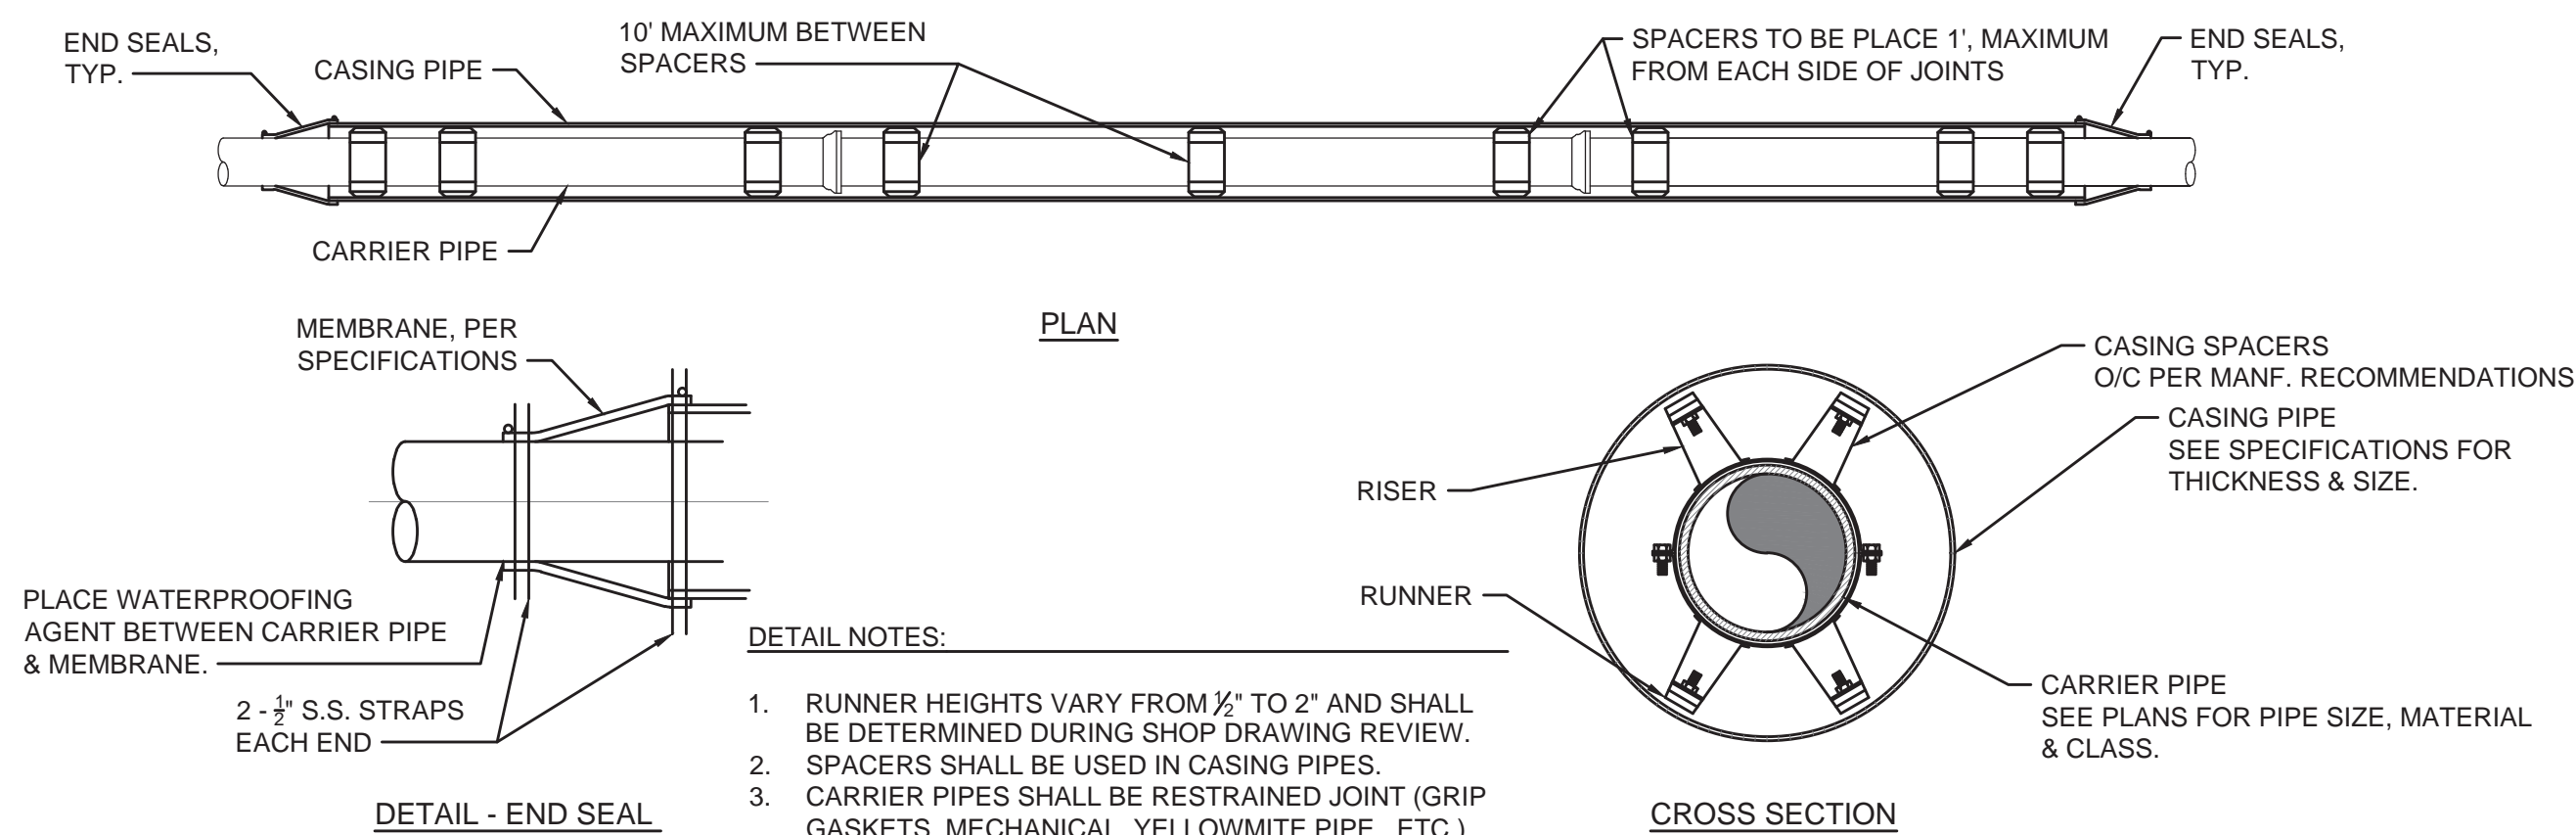 END SEALS,
TYP.
CASING PIPE
10' MAXIMUM BETWEEN
SPACERS
SPACERS TO BE PLACE 1', MAXIMUM
FROM EACH SIDE OF JOINTS
END SEALS,
TYP.
CARRIER PIPE
PLAN
MEMBRANE, PER
SPECIFICATIONS
PLACE WATERPROOFING
AGENT BETWEEN CARRIER PIPE
& MEMBRANE.
2 - ½" S.S. STRAPS
EACH END
DETAIL - END SEAL
DETAIL NOTES:
1. RUNNER HEIGHTS VARY FROM ½" TO 2" AND SHALL
BE DETERMINED DURING SHOP DRAWING REVIEW.
2. SPACERS SHALL BE USED IN CASING PIPES.
3. CARRIER PIPES SHALL BE RESTRAINED JOINT (GRIP
GASKETS, MECHANICAL, YELLOWMITE PIPE, ETC.)
CASING SPACERS
O/C PER MANF. RECOMMENDATIONS
CASING PIPE
SEE SPECIFICATIONS FOR
THICKNESS & SIZE.
RISER
RUNNER
CARRIER PIPE
SEE PLANS FOR PIPE SIZE, MATERIAL
& CLASS.
CROSS SECTION